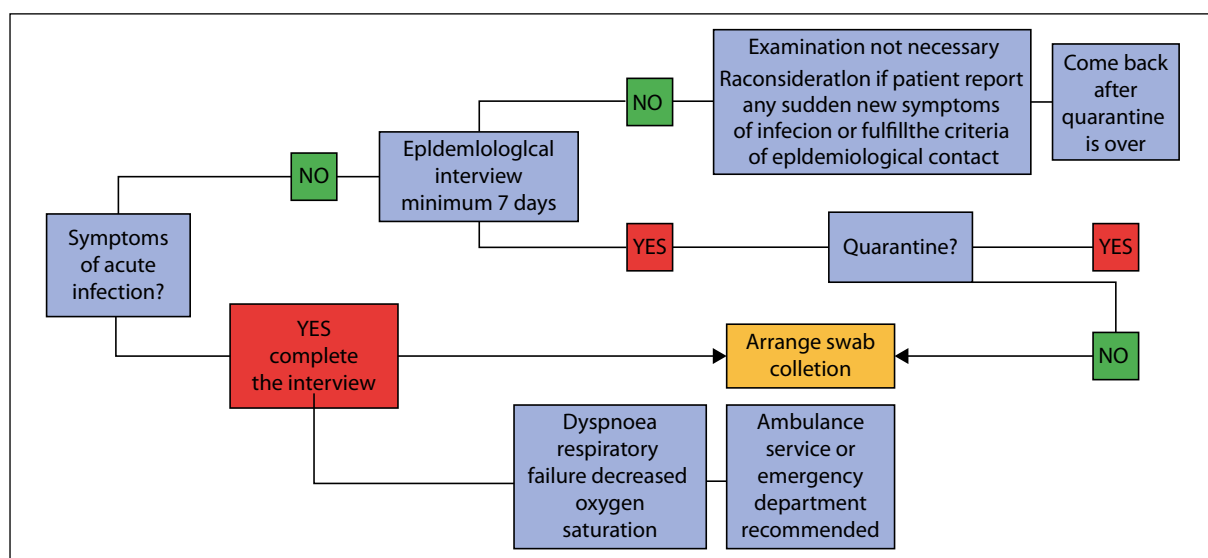 Examination not necessary
Raconsideratlon if patient report
any sudden new symptoms
of infecion or fulfillthe criteria
of epldemiological contact
Come back
after
quarantine
is over
NO
Epldemlologlcal
interview
minimum 7 days
NO
Symptoms
of acute
infection?
YES
Quarantine?
YES
YES
complete
the interview
Arrange swab
colletion
NO
Dyspnoea
respiratory
failure decreased
oxygen
saturation
Ambulance
service or
emergency
department
recommended